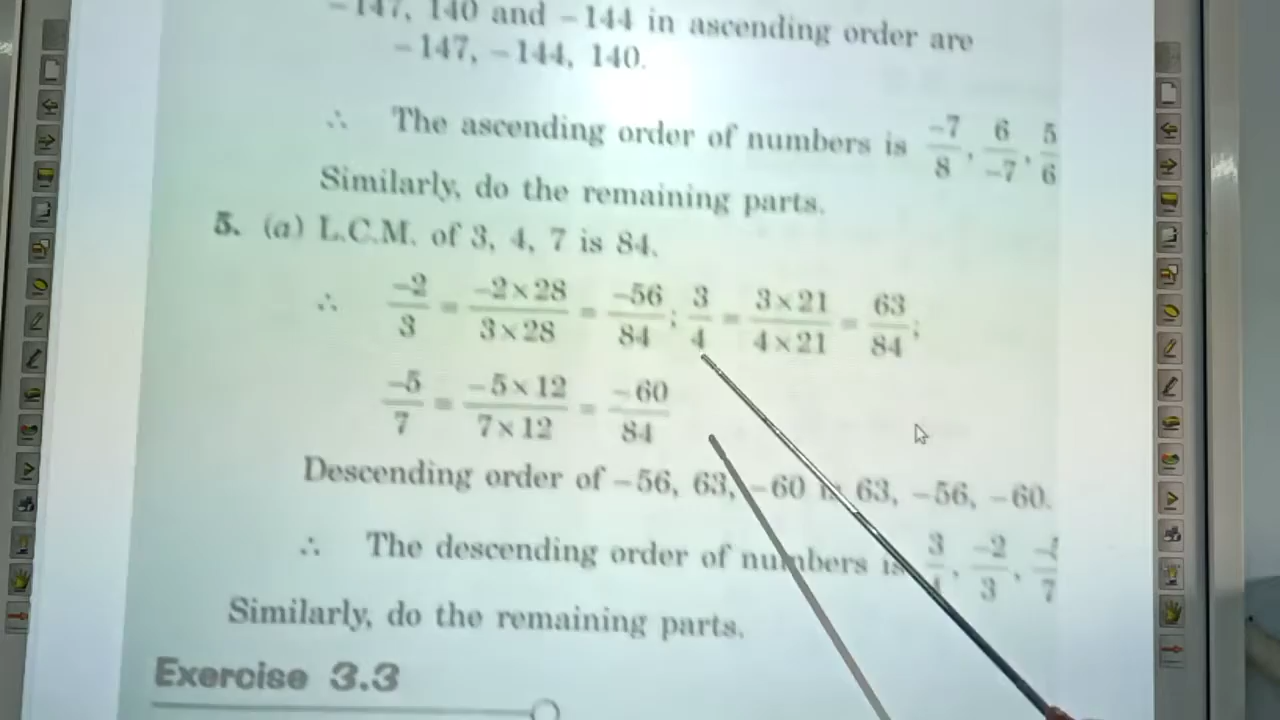 -147, 140 and -144 in ascending order are
-147, -144, 140.
∴ The ascending order of numbers is -7/8, 6/-7, 5/6
Similarly, do the remaining parts.
5. (a) L.C.M. of 3, 4, 7 is 84.
∴ -2/3 = -2×28/3×28 = -56/84; 3/4 = 3×21/4×21 = 63/84;
-5/7 = -5×12/7×12 = -60/84
Descending order of -56, 63, -60 is 63, -56, -60.
∴ The descending order of numbers is 3/4, -2/3, -5/7
Similarly, do the remaining parts.
Exercise 3.3